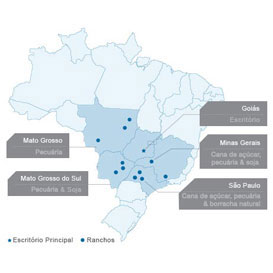 Goiás
Escritório
Mato Grosso
Pecuária
Minas Gerais
Cana de açúcar,
pecuária & soja
Mato Grosso do Sul
Pecuária & Soja
São Paulo
Cana de açúcar, pecuária
& borracha natural
Escritório Principal
Ranchos